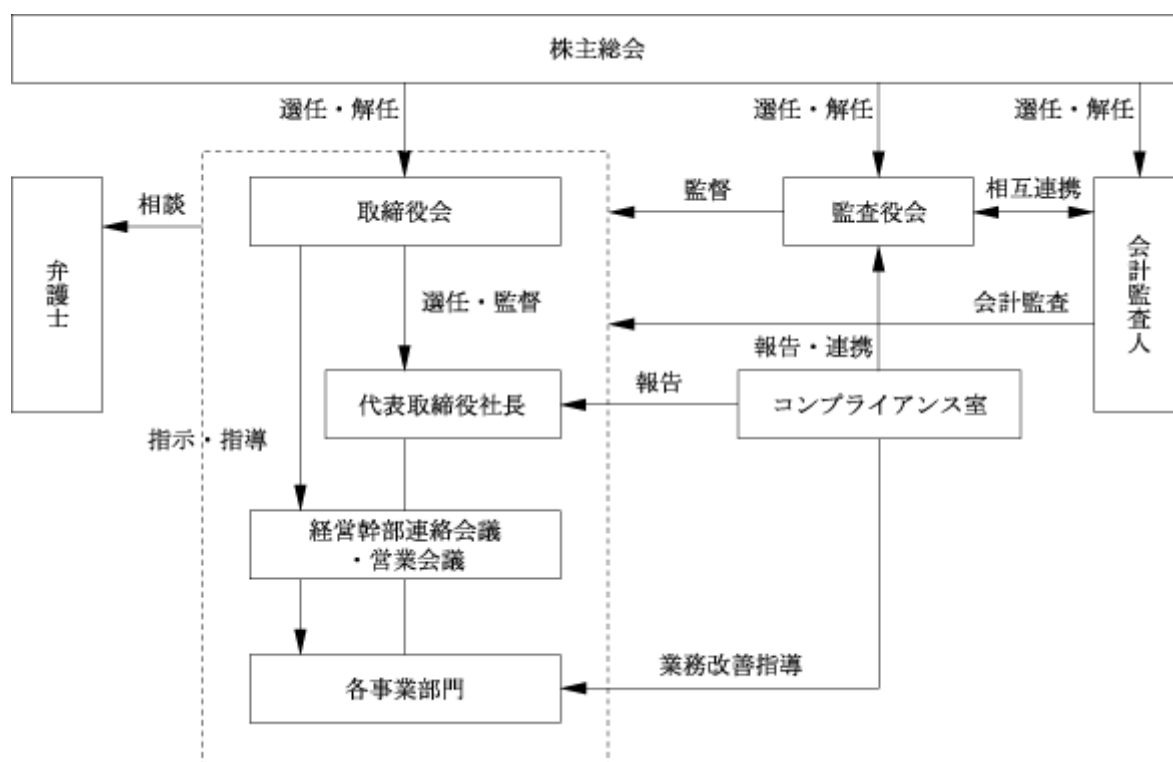 株主総会
選任・解任
選任・解任
選任・解任
相談
取締役会
監督
監査役会
相互連携
弁護士
会計監査人
選任・監督
会計監査
報告・連携
代表取締役社長
報告
コンプライアンス室
指示・指導
経営幹部連絡会議
・営業会議
各事業部門
業務改善指導